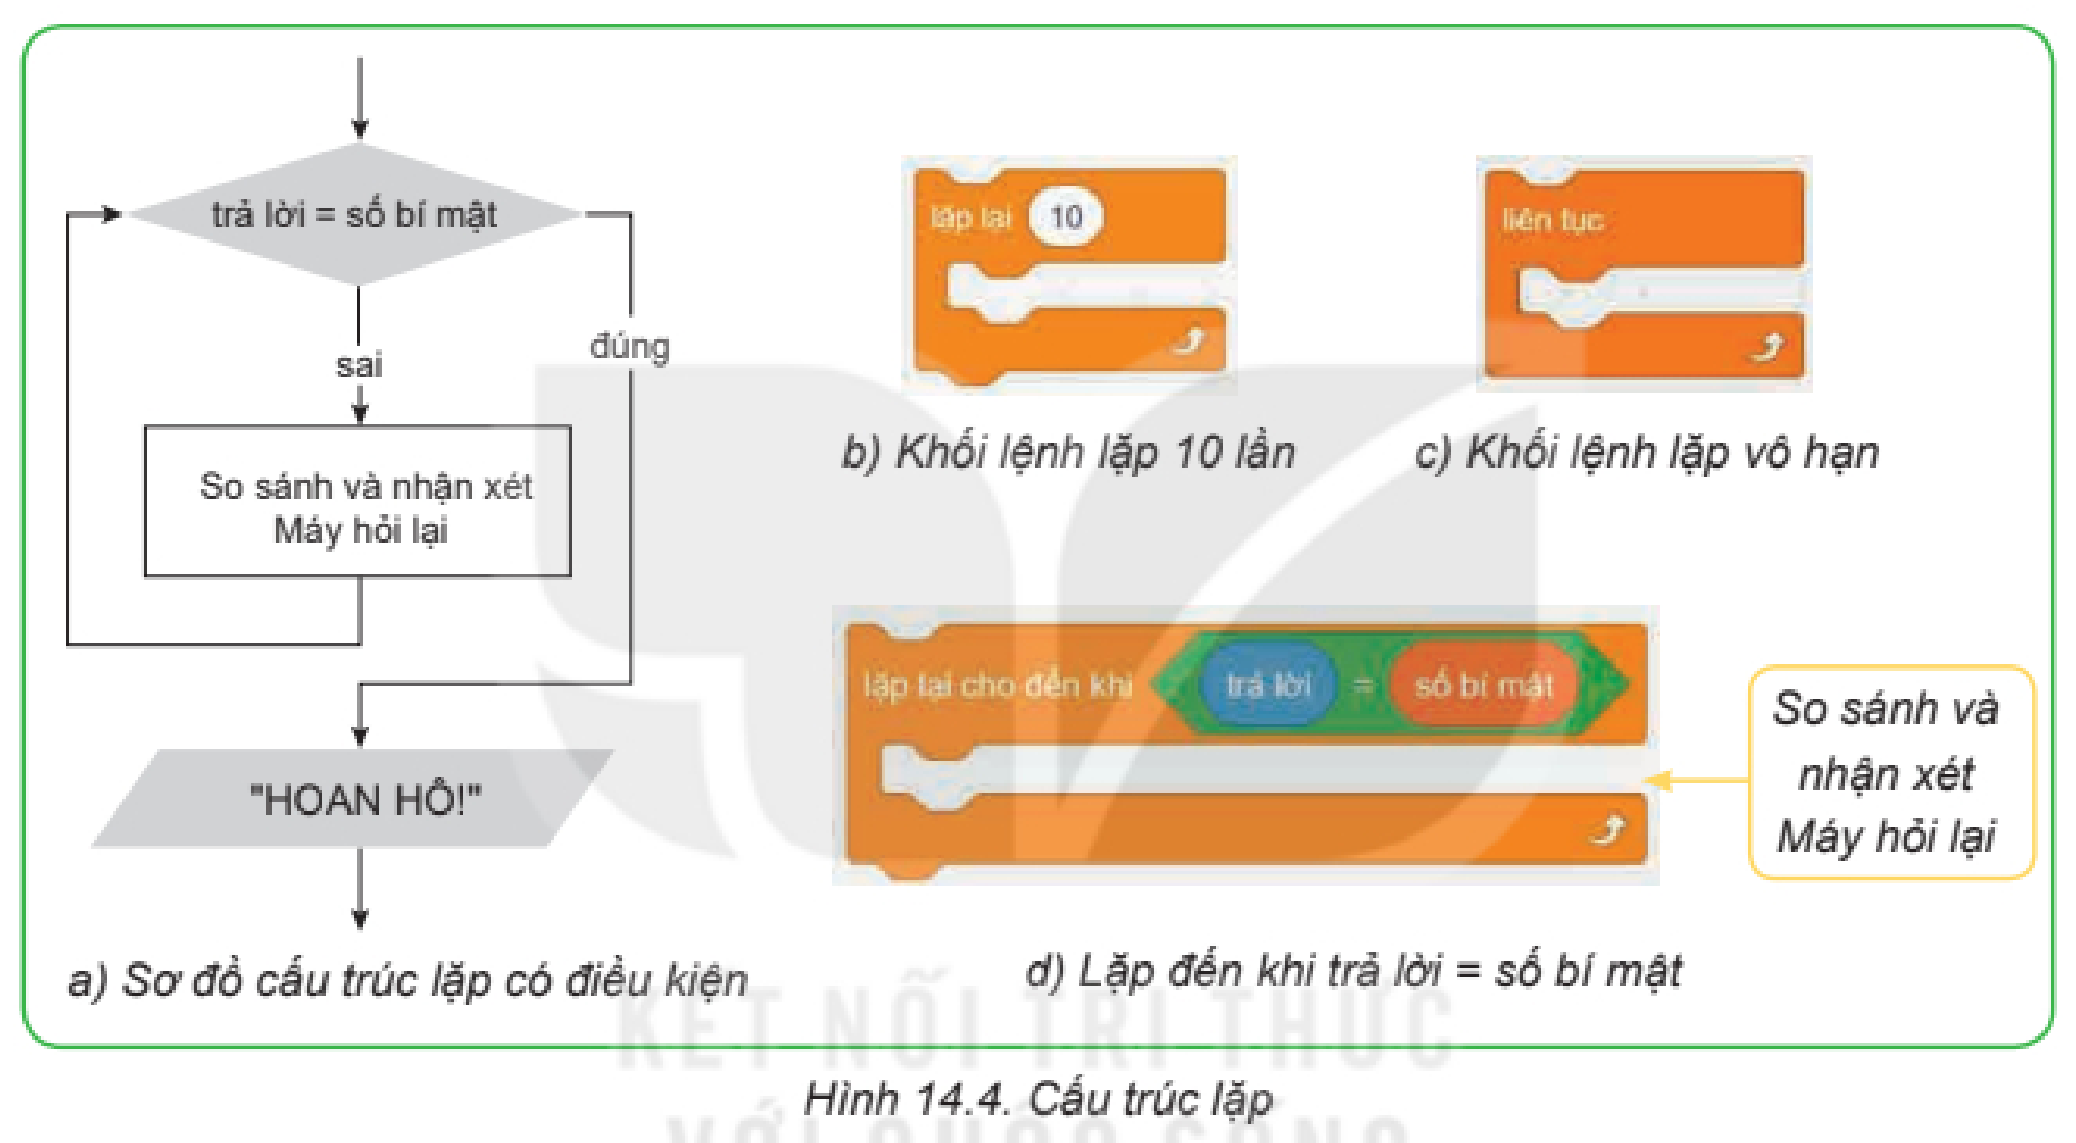 trả lời = số bí mật
sai
đúng
So sánh và nhận xét
Máy hỏi lại
"HOAN HÔ!"
a) Sơ đồ cấu trúc lặp có điều kiện
lặp lại 10
b) Khối lệnh lặp 10 lần
liên tục
c) Khối lệnh lặp vô hạn
lặp lại cho đến khi trả lời = số bí mật
So sánh và
nhận xét
Máy hỏi lại
d) Lặp đến khi trả lời = số bí mật
KẾT NỐI TRI THỨC
VỚI CUỘC SỐNG
Hình 14.4. Cấu trúc lặp